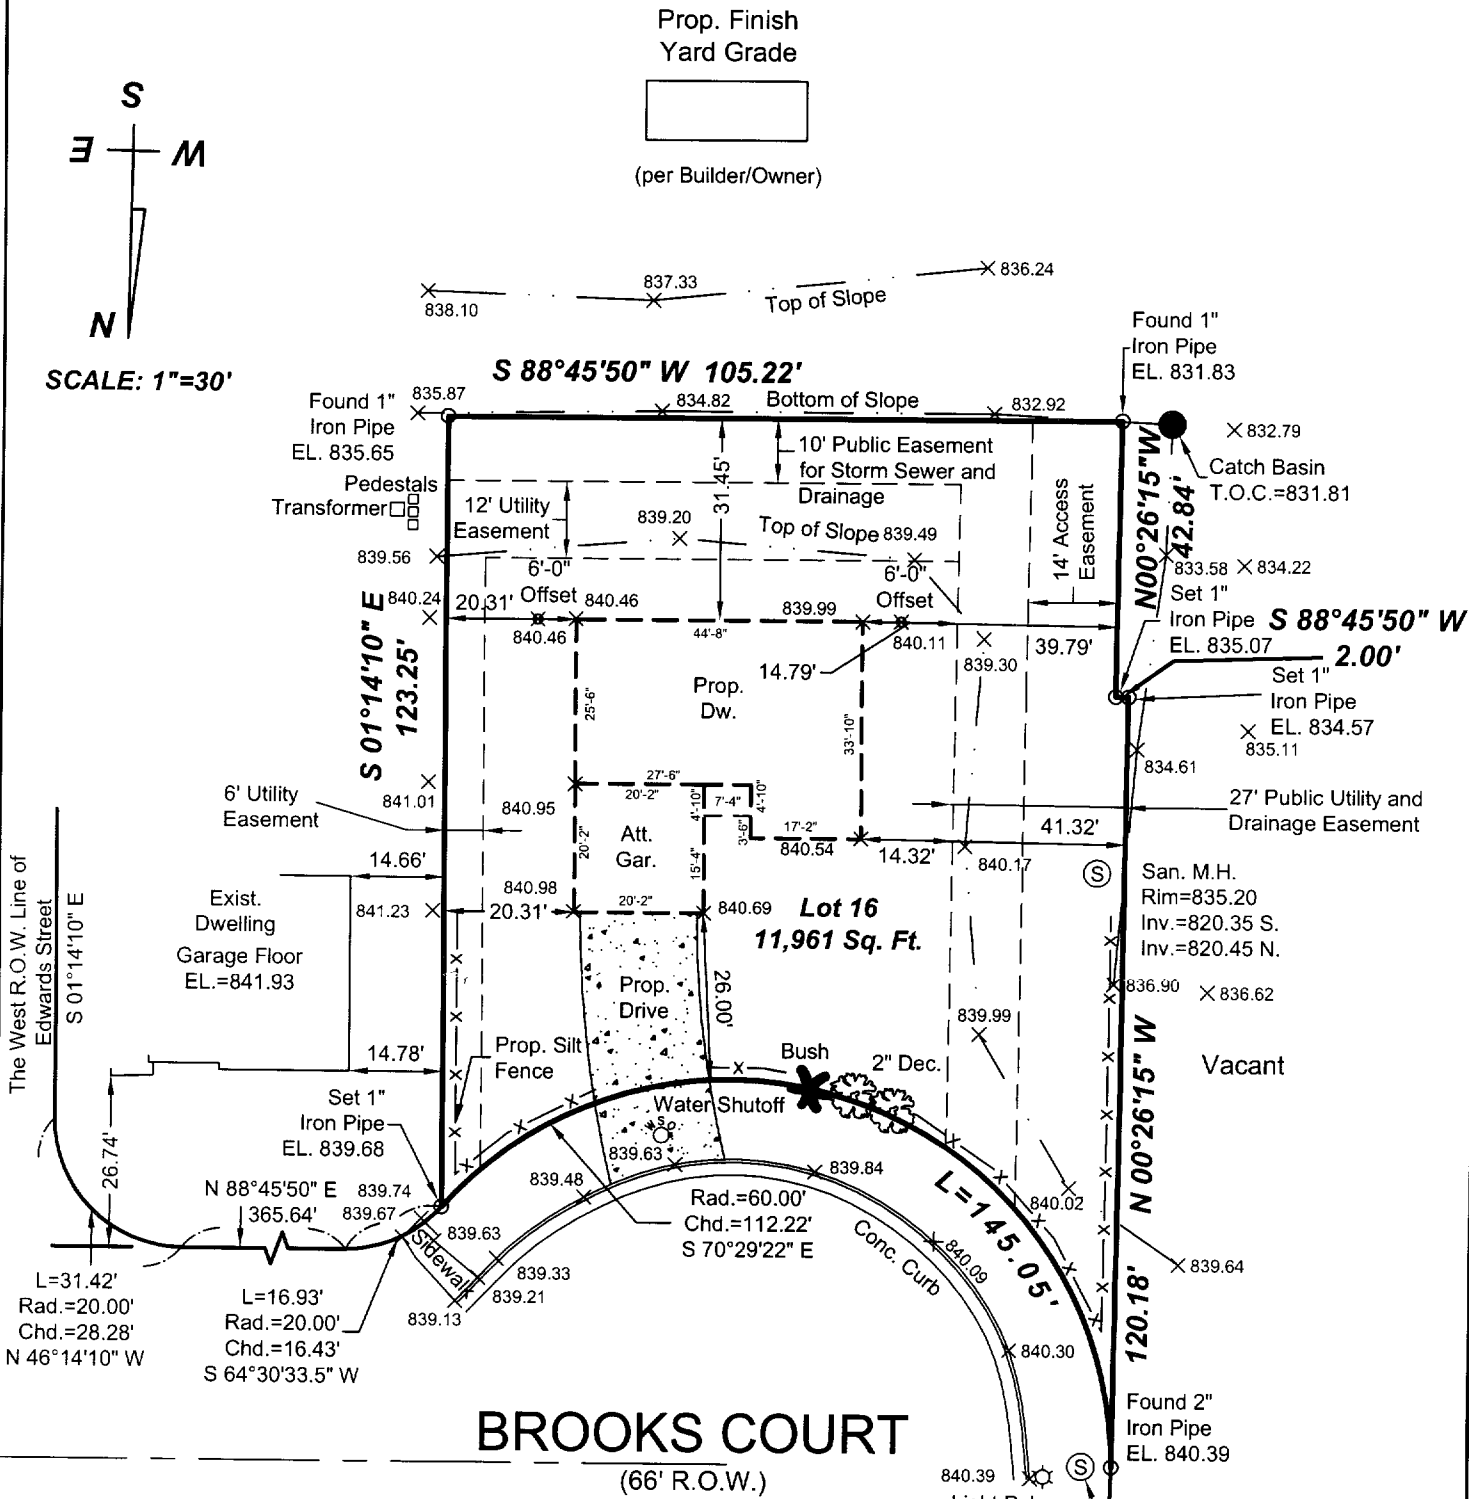 Prop. Finish
Yard Grade
(per Builder/Owner)
S
E
W
N
SCALE: 1"=30'
838.10
837.33
836.24
Top of Slope
Found 1"
Iron Pipe
EL. 831.83
S 88°45'50" W 105.22'
Found 1"
Iron Pipe
EL. 835.65
835.87
834.82
Bottom of Slope
832.92
832.79
Catch Basin
T.O.C.=831.81
N00°26'15"W
42.84'
10' Public Easement
for Storm Sewer and
Drainage
31.45'
Pedestals
Transformer
12' Utility
Easement
839.20
Top of Slope
839.49
14' Access
Easement
839.56
833.58
834.22
6'-0"
Offset
6'-0"
Offset
Set 1"
Iron Pipe
EL. 835.07
S 88°45'50" W
2.00'
840.24
20.31'
840.46
840.46
839.99
44'-8"
840.11
839.30
39.79'
14.79'
S 01°14'10" E
123.25'
Prop.
Dw.
25'-6"
33'-10"
Set 1"
Iron Pipe
EL. 834.57
835.11
834.61
841.01
840.95
27'-6"
20'-2"
4'-10"
7'-4"
4'-10"
3'-6"
17'-2"
840.54
6' Utility
Easement
27' Public Utility and
Drainage Easement
41.32'
14.32'
840.17
Att.
Gar.
20'-2"
15'-4"
20'-2"
14.66'
840.98
20.31'
840.69
841.23
Exist.
Dwelling
Garage Floor
EL.=841.93
Lot 16
11,961 Sq. Ft.
S
San. M.H.
Rim=835.20
Inv.=820.35 S.
Inv.=820.45 N.
The West R.O.W. Line of
Edwards Street
S 01°14'10" E
Prop.
Drive
26.00'
839.99
836.90
836.62
14.78'
Prop. Silt
Fence
Bush
2" Dec.
Vacant
N 00°26'15" W
120.18'
Set 1"
Iron Pipe
EL. 839.68
Water Shutoff
W.S.O.
26.74'
N 88°45'50" E
365.64'
839.74
839.67
839.63
839.48
839.63
839.84
Sidewalk
Rad.=60.00'
Chd.=112.22'
S 70°29'22" E
L=145.05'
840.02
839.64
Conc. Curb
840.09
839.33
839.21
839.13
L=31.42'
Rad.=20.00'
Chd.=28.28'
N 46°14'10" W
L=16.93'
Rad.=20.00'
Chd.=16.43'
S 64°30'33.5" W
840.30
BROOKS COURT
(66' R.O.W.)
Found 2"
Iron Pipe
EL. 840.39
S
840.39